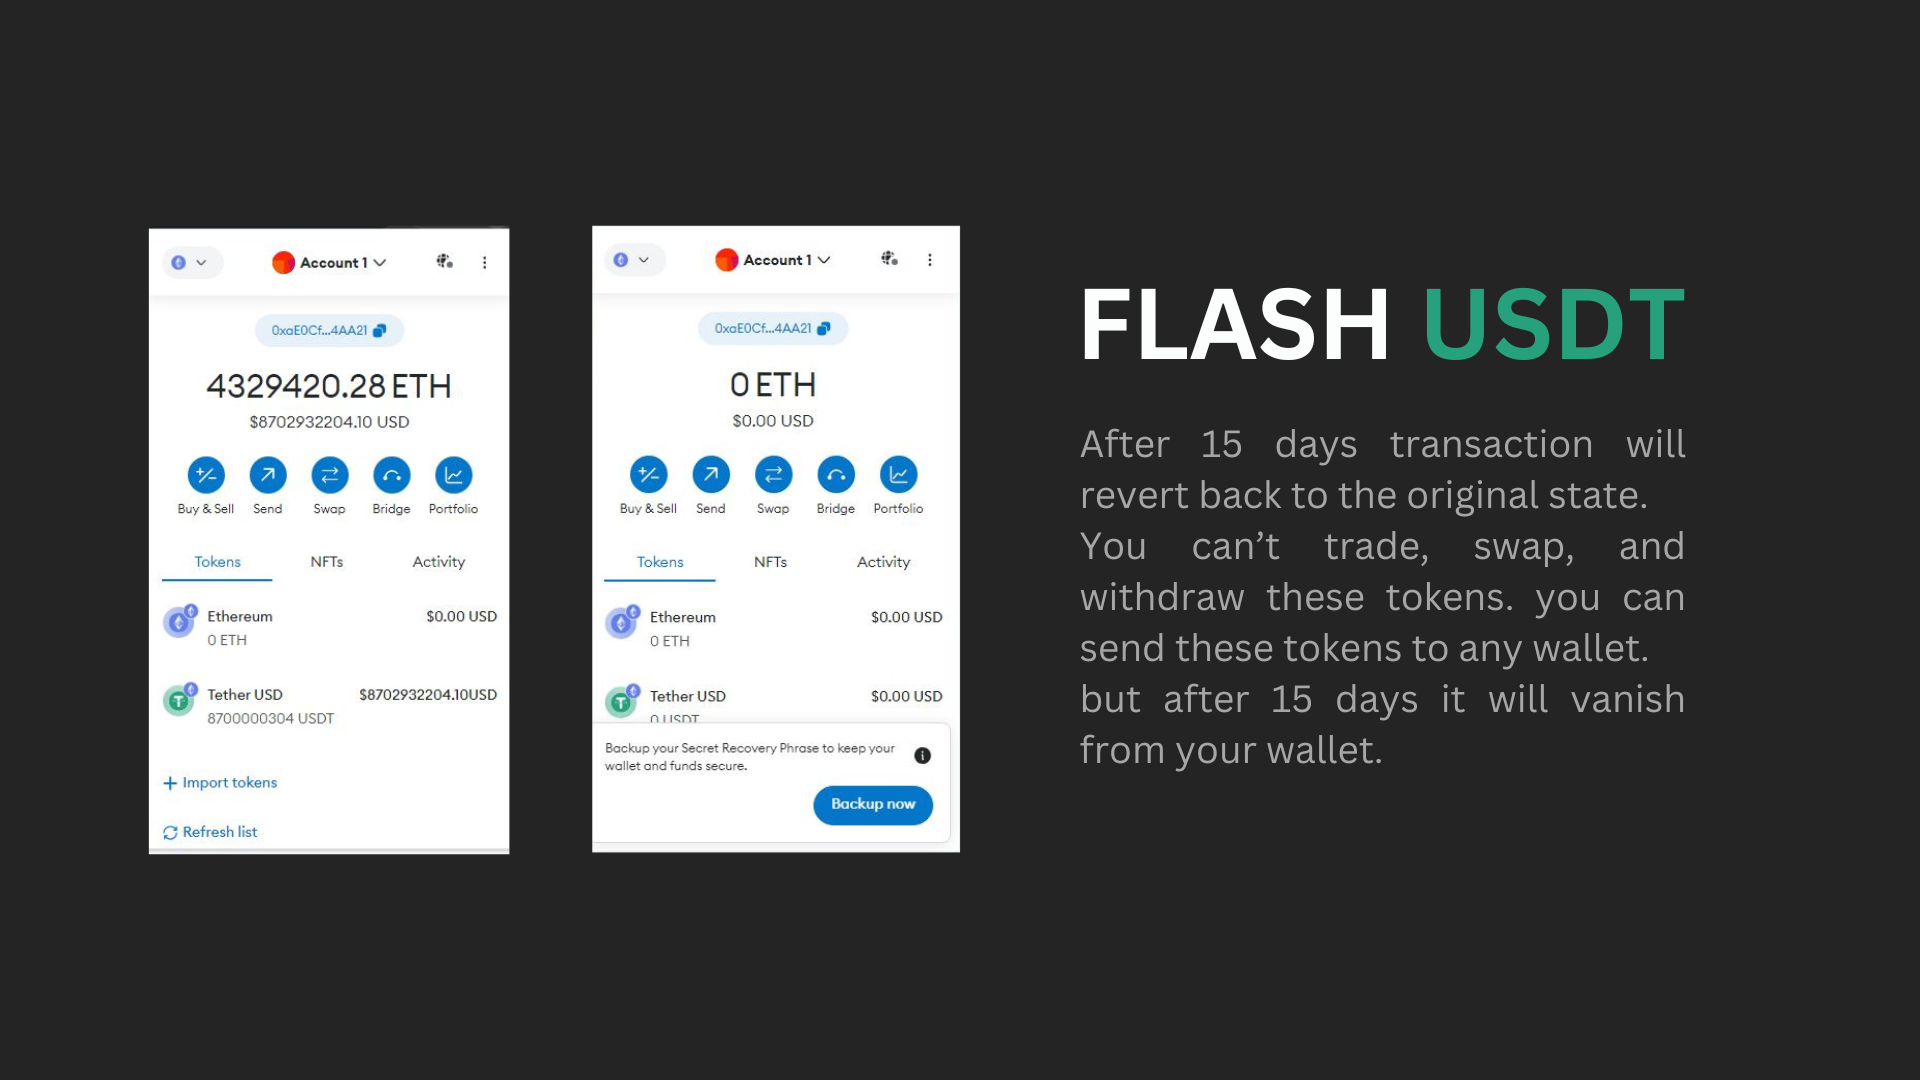 Account 1
0xaE0Cf...4AA21
4329420.28 ETH
$8702932204.10 USD
Buy & Sell Send Swap Bridge Portfolio
Tokens NFTs Activity
Ethereum $0.00 USD
0 ETH
Tether USD $8702932204.10USD
8700000304 USDT
Import tokens
Refresh list
Account 1
0xaE0Cf...4AA21
0 ETH
$0.00 USD
Buy & Sell Send Swap Bridge Portfolio
Tokens NFTs Activity
Ethereum $0.00 USD
0 ETH
Tether USD $0.00 USD
0 USDT
Backup your Secret Recovery Phrase to keep your
wallet and funds secure.
Backup now
FLASH USDT
After 15 days transaction will
revert back to the original state.
You can’t trade, swap, and
withdraw these tokens. you can
send these tokens to any wallet.
but after 15 days it will vanish
from your wallet.